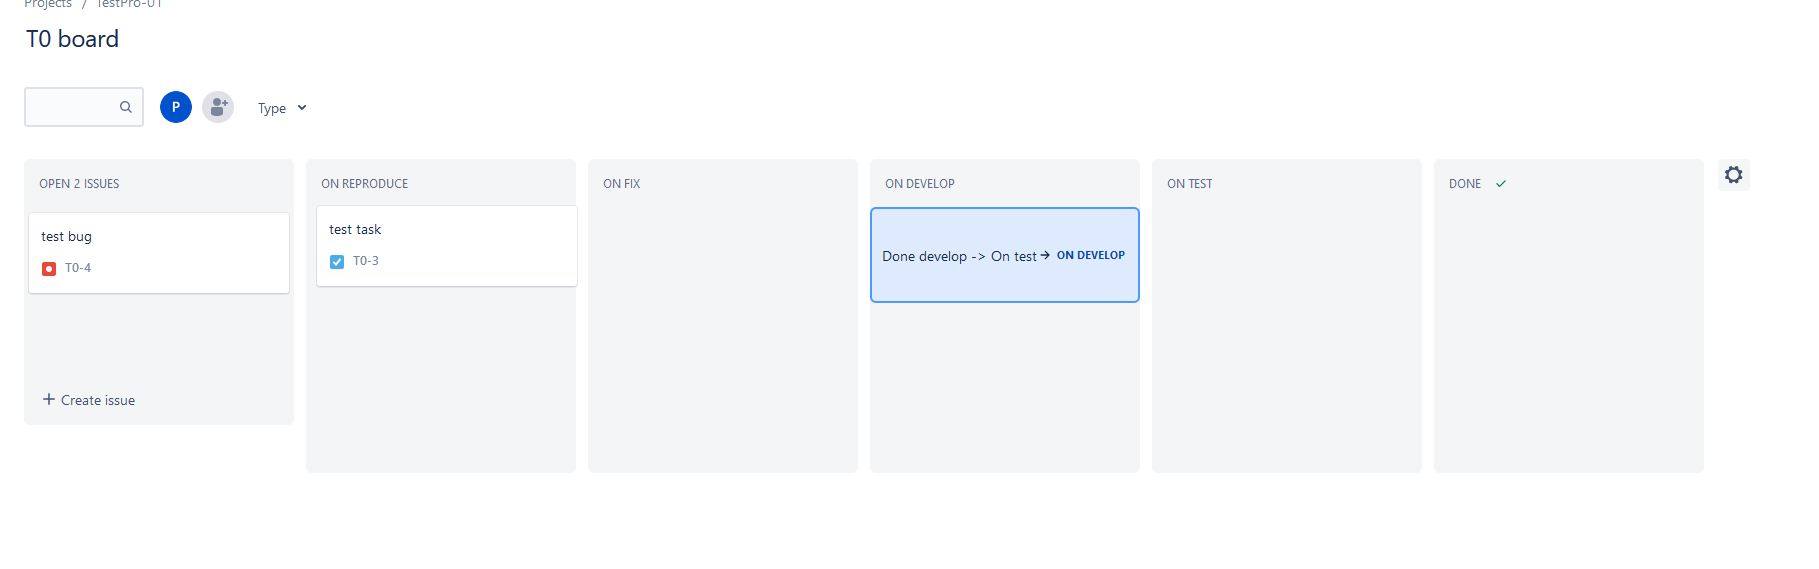 Projects / TestPro-01
T0 board
P
Type
OPEN 2 ISSUES
test bug
T0-4
Create issue
ON REPRODUCE
test task
T0-3
ON FIX
ON DEVELOP
Done develop -> On test → ON DEVELOP
ON TEST
DONE